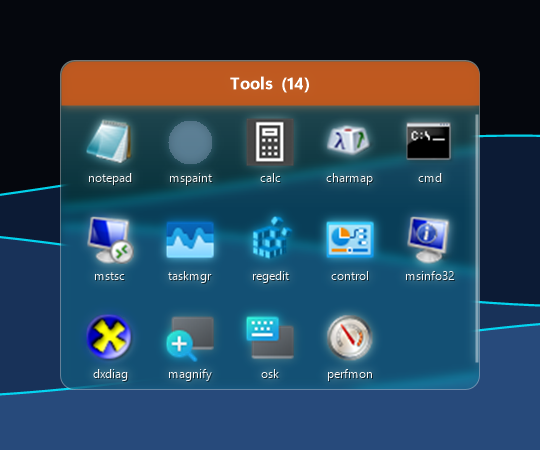 Tools (14)
notepad mspaint calc charmap cmd
C:\_
mstsc taskmgr regedit control msinfo32
dxdiag magnify osk perfmon